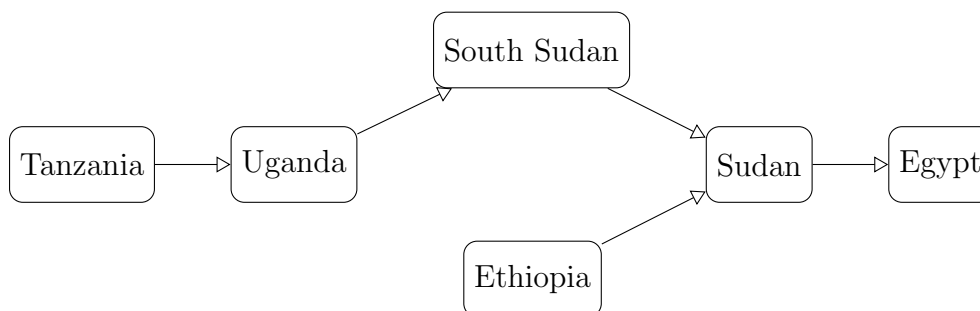 South Sudan
Tanzania
Uganda
Sudan
Egypt
Ethiopia